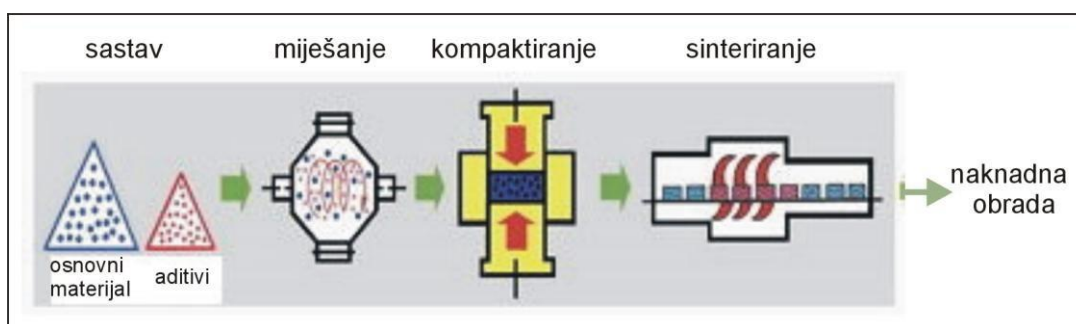 sastav
miješanje
kompaktiranje
sinteriranje
osnovni
materijal
aditivi
naknadna
obrada